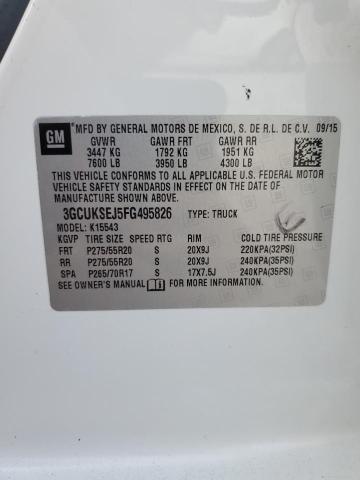 GM
MFD BY GENERAL MOTORS DE MEXICO, S. DE R.L. DE C.V. 09/15
GVWR GAWR FRT GAWR RR
3447 KG 1792 KG 1951 KG
7600 LB 3950 LB 4300 LB
THIS VEHICLE CONFORMS TO ALL APPLICABLE U.S. FEDERAL MOTOR
VEHICLE SAFETY STANDARDS IN EFFECT ON THE DATE OF
MANUFACTURE SHOWN ABOVE.
3GCUKSEJ5FG495826 TYPE: TRUCK
MODEL: K15543
KGVP TIRE SIZE SPEED RTG RIM COLD TIRE PRESSURE
FRT P275/55R20 S 20X9J 220KPA(32PSI)
RR P275/55R20 S 20X9J 240KPA(35PSI)
SPA P265/70R17 S 17X7.5J 240KPA(35PSI)
SEE OWNER'S MANUAL FOR MORE INFORMATION.